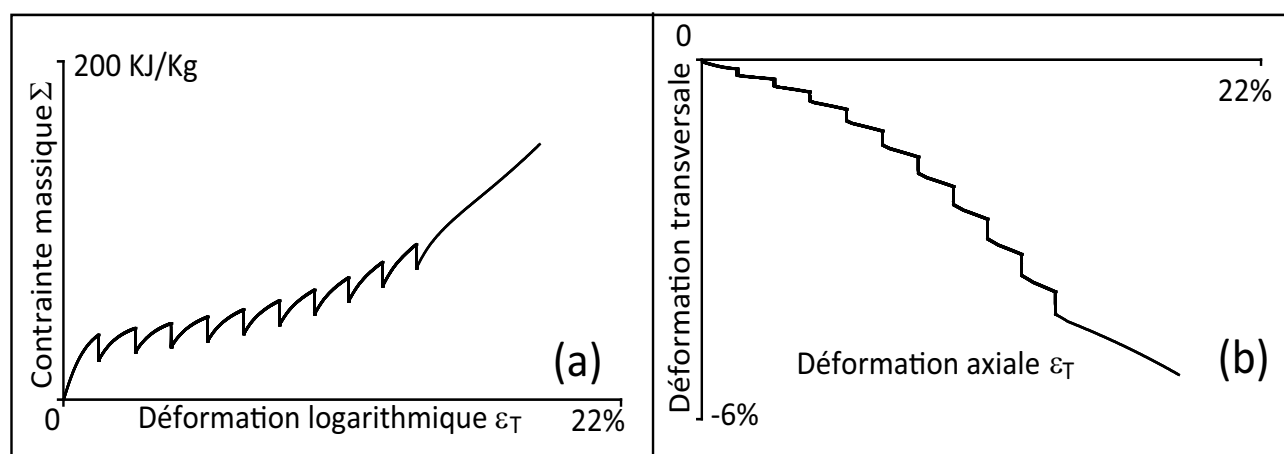 200 KJ/Kg
Contrainte massique Σ
(a)
0
Déformation logarithmique εT
22%
0
22%
Déformation transversale
Déformation axiale εT
(b)
-6%